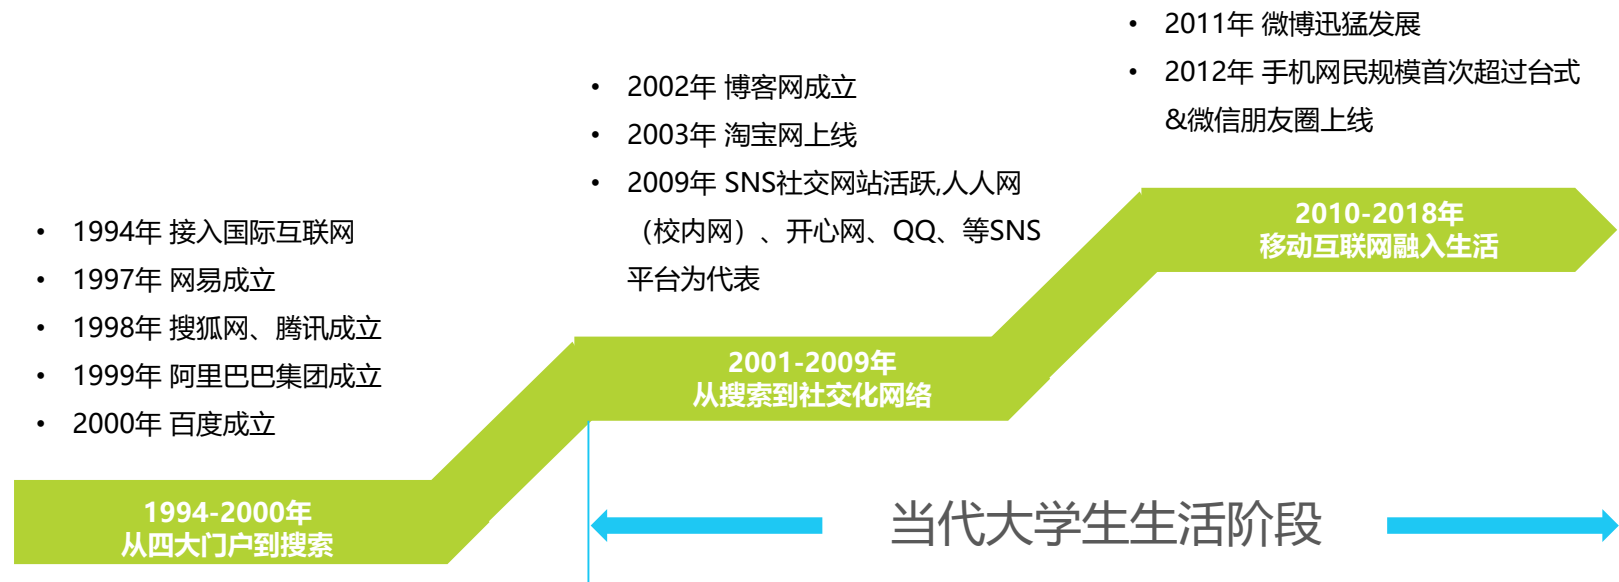 • 1994年 接入国际互联网
• 1997年 网易成立
• 1998年 搜狐网、腾讯成立
• 1999年 阿里巴巴集团成立
• 2000年 百度成立
1994-2000年
从四大门户到搜索
• 2002年 博客网成立
• 2003年 淘宝网上线
• 2009年 SNS社交网站活跃,人人网
（校内网）、开心网、QQ、等SNS
平台为代表
2001-2009年
从搜索到社交化网络
• 2011年 微博迅猛发展
• 2012年 手机网民规模首次超过台式
&微信朋友圈上线
2010-2018年
移动互联网融入生活
当代大学生生活阶段